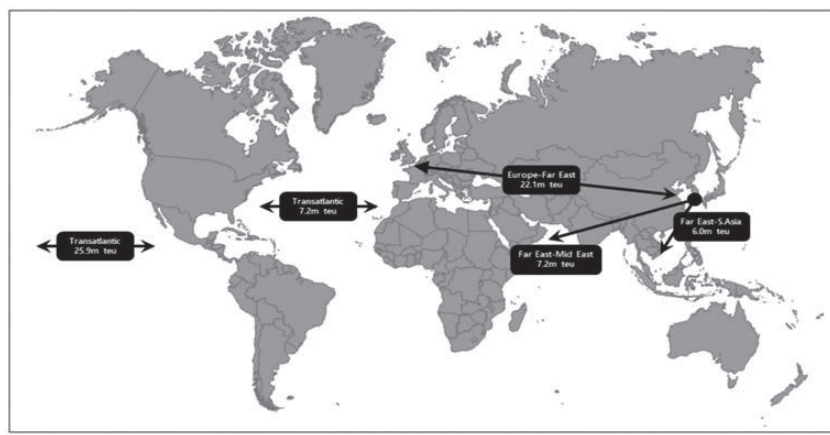 Europe-Far East
22.1m teu
Transatlantic
7.2m teu
Far East-S.Asia
6.0m teu
Transatlantic
25.9m teu
Far East-Mid East
7.2m teu